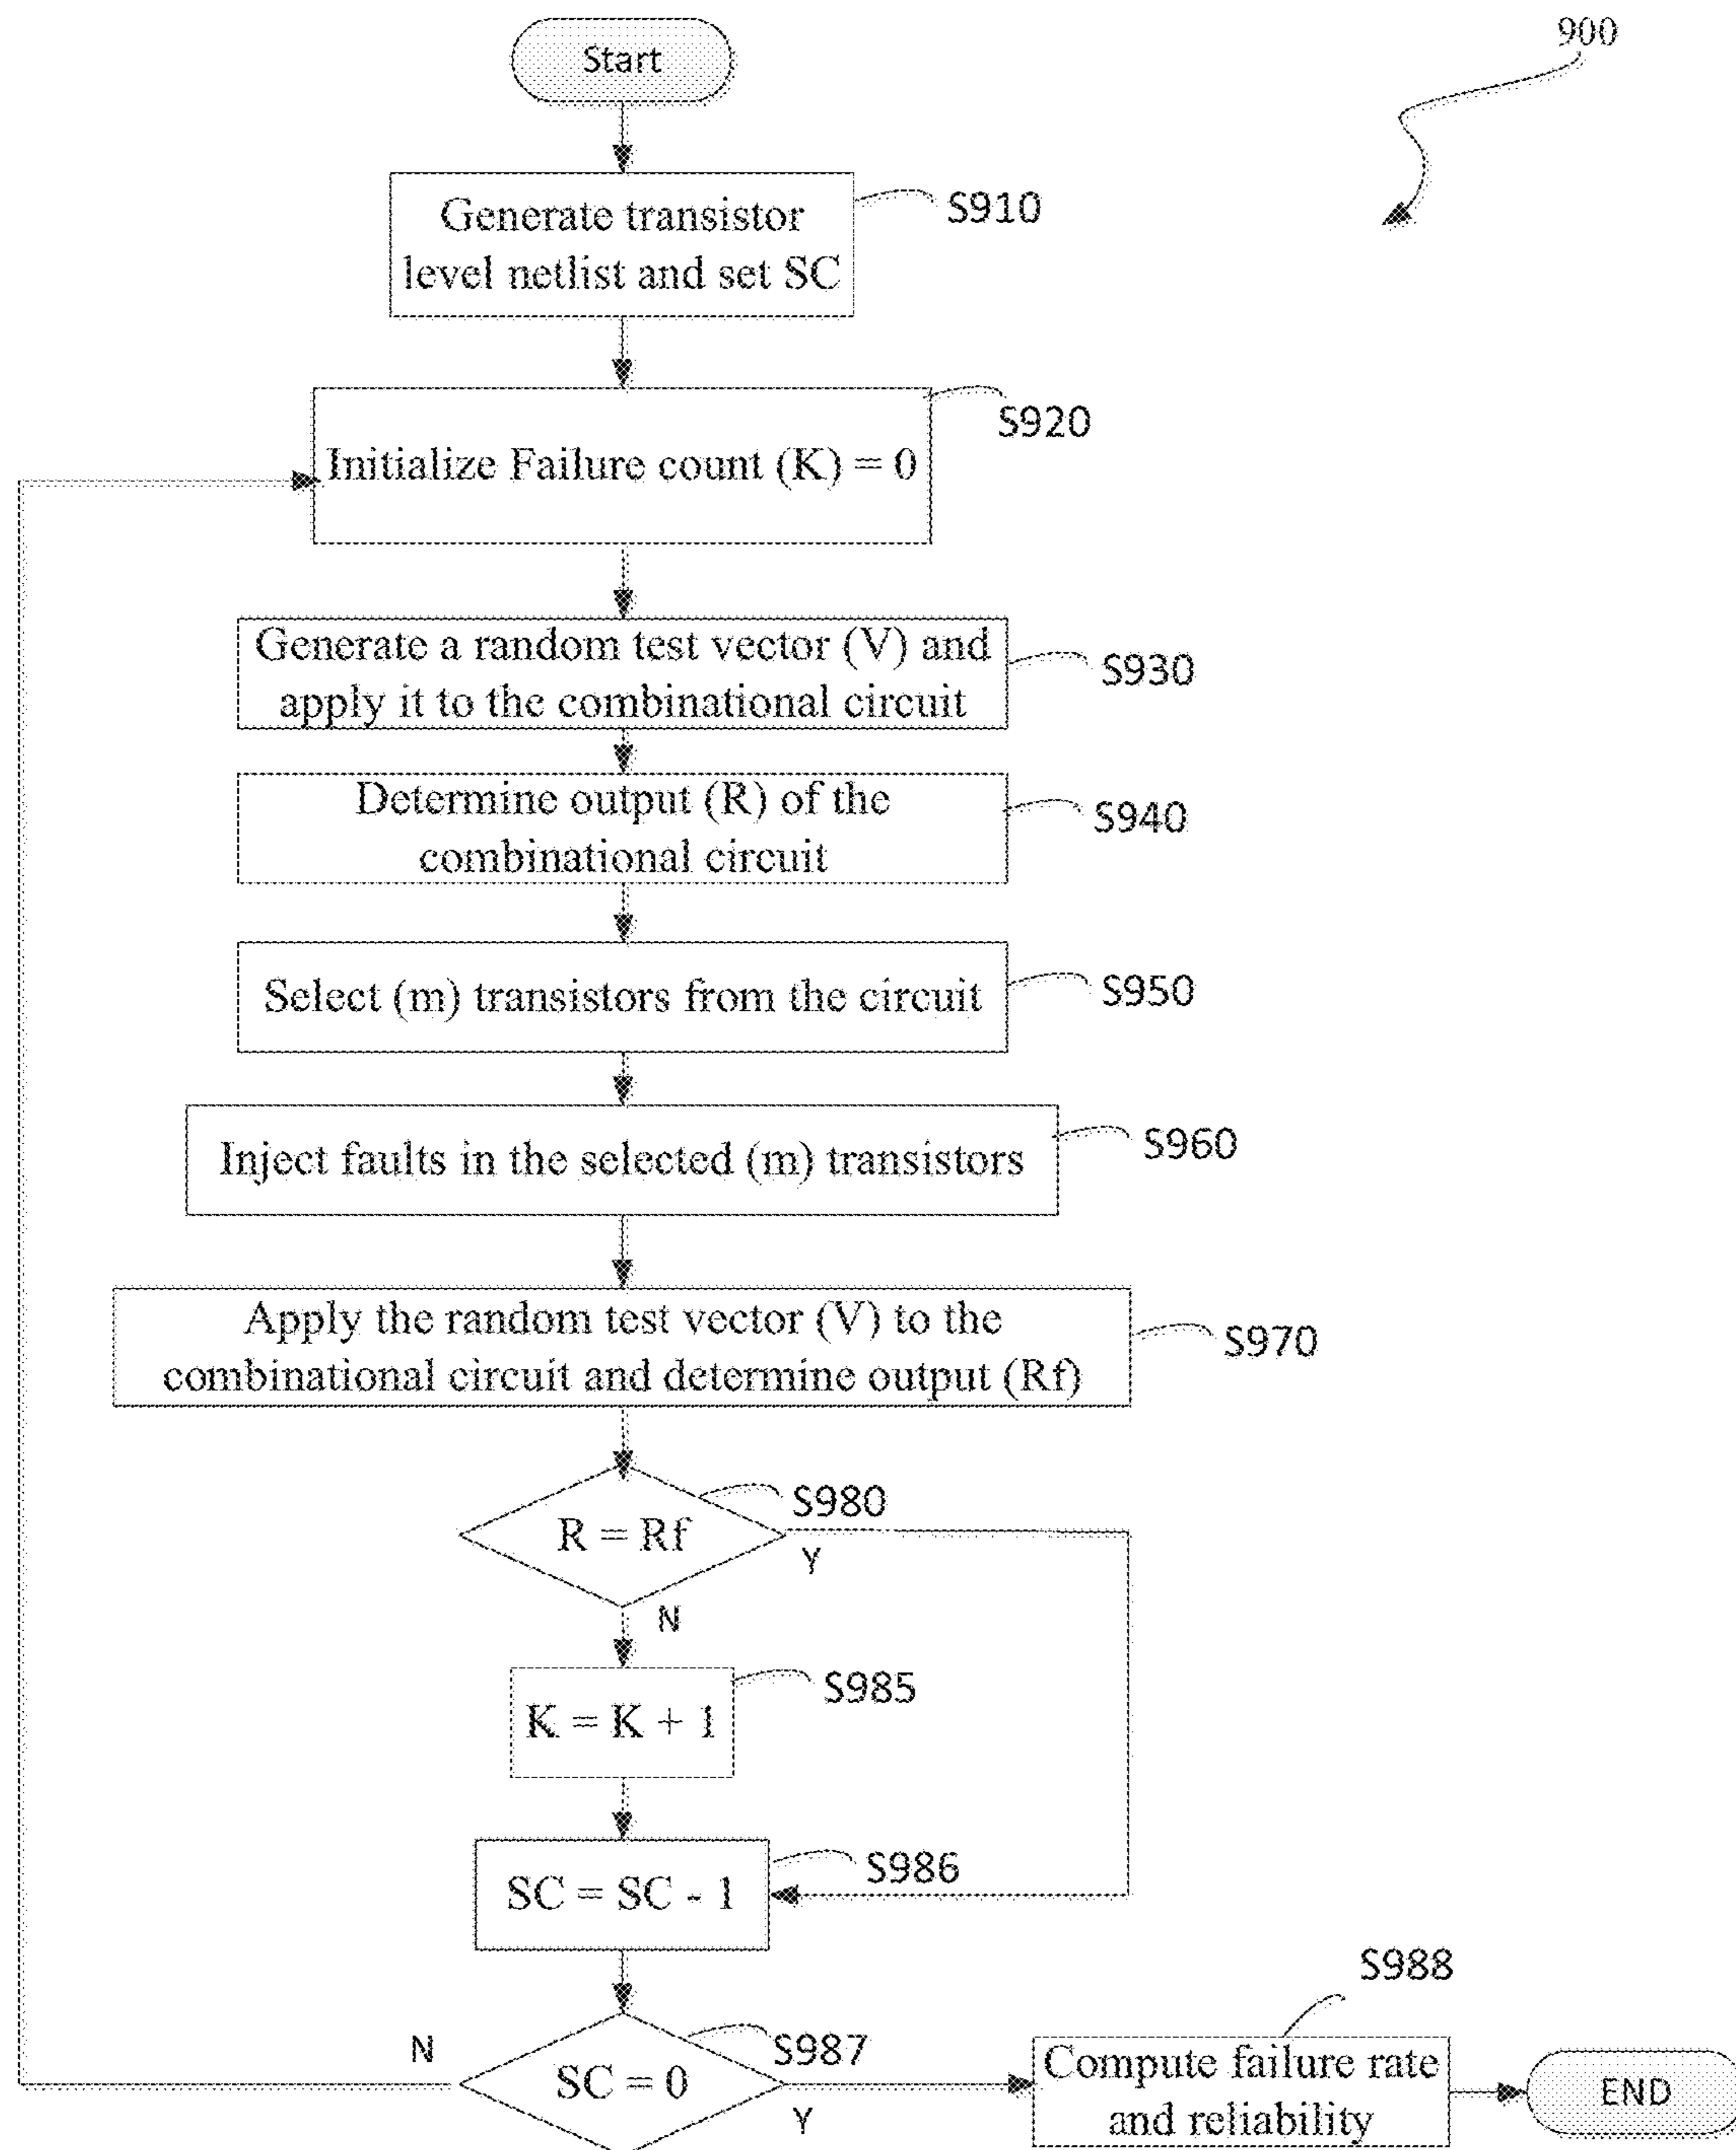 Start
900
Generate transistor
level netlist and set SC
S910
Initialize Failure count (K) = 0
S920
Generate a random test vector (V) and
apply it to the combinational circuit
S930
Determine output (R) of the
combinational circuit
S940
Select (m) transistors from the circuit
S950
Inject faults in the selected (m) transistors
S960
Apply the random test vector (V) to the
combinational circuit and determine output (Rf)
S970
R = Rf
S980
Y
N
K = K + 1
S985
SC = SC - 1
S986
SC = 0
S987
N
Y
Compute failure rate
and reliability
S988
END